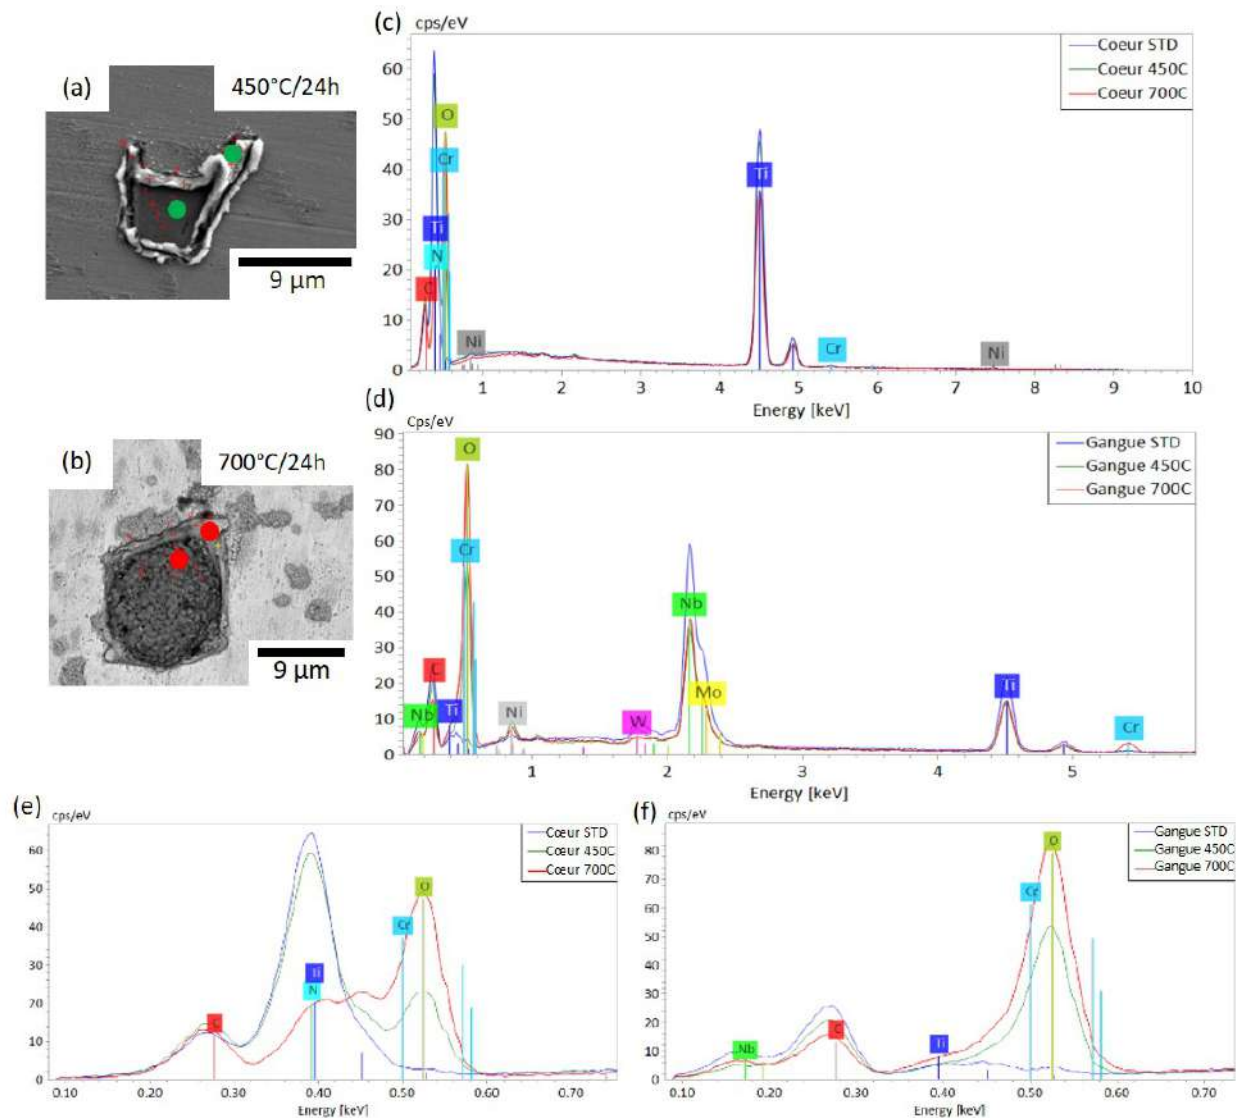 (a)
450°C/24h
9 µm
(b)
700°C/24h
9 µm
(c)
cps/eV
Coeur STD
Coeur 450C
Coeur 700C
60
50
40
30
20
10
0
O
Cr
Ti
N
C
Ni
Ti
Cr
Ni
1
2
3
4
5
6
7
8
9
10
Energy [keV]
(d)
Cps/eV
Gangue STD
Gangue 450C
Gangue 700C
90
80
70
60
50
40
30
20
10
0
O
Cr
C
Nb
Ti
Ni
W
Nb
Mo
Ti
Cr
1
2
3
4
5
Energy [keV]
(e)
cps/eV
Cœur STD
Cœur 450C
Cœur 700C
60
50
40
30
20
10
0
C
Ti
N
Cr
O
0.10
0.20
0.30
0.40
0.50
0.60
0.70
Energy [keV]
(f)
cps/eV
Gangue STD
Gangue 450C
Gangue 700C
80
70
60
50
40
30
20
10
0
Nb
C
Ti
Cr
O
0.10
0.20
0.30
0.40
0.50
0.60
0.70
Energy [keV]